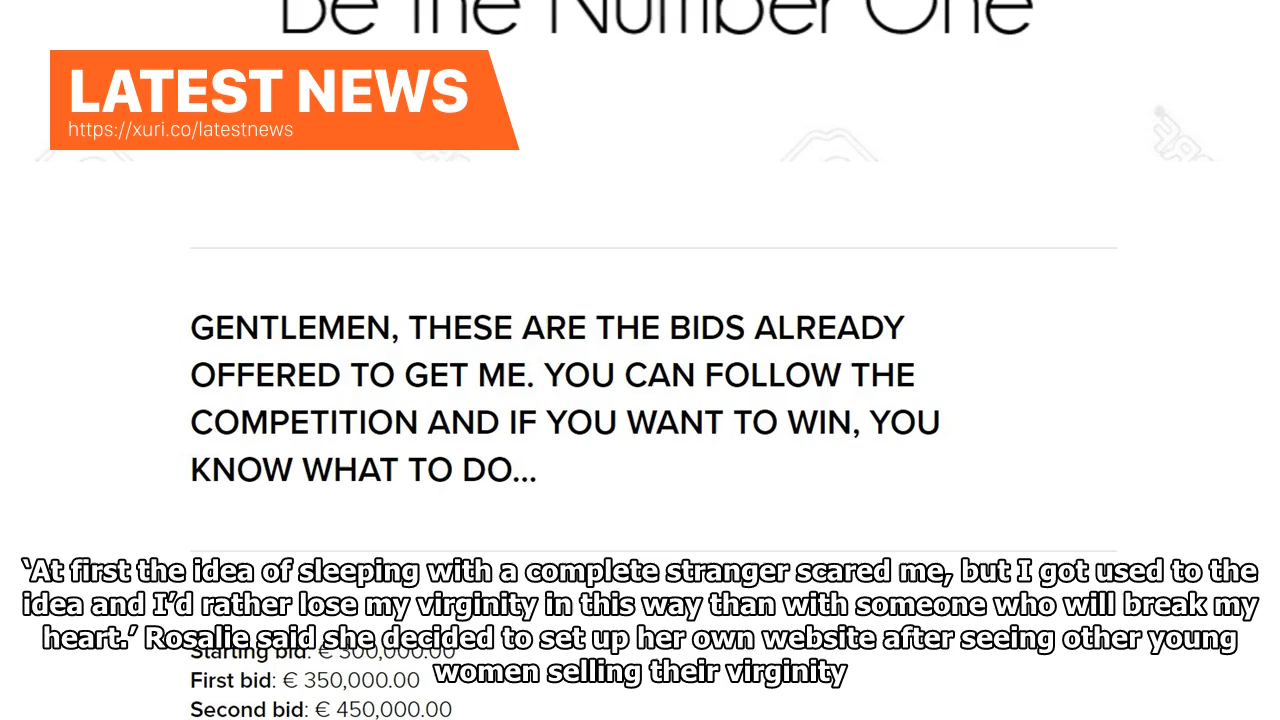 Be the Number One
LATEST NEWS
https://xuri.co/latestnews
GENTLEMEN, THESE ARE THE BIDS ALREADY
OFFERED TO GET ME. YOU CAN FOLLOW THE
COMPETITION AND IF YOU WANT TO WIN, YOU
KNOW WHAT TO DO...
‘At first the idea of sleeping with a complete stranger scared me, but I got used to the
idea and I’d rather lose my virginity in this way than with someone who will break my
heart.’ Rosalie said she decided to set up her own website after seeing other young
women selling their virginity
Starting bid: € 300,000.00
First bid: € 350,000.00
Second bid: € 450,000.00